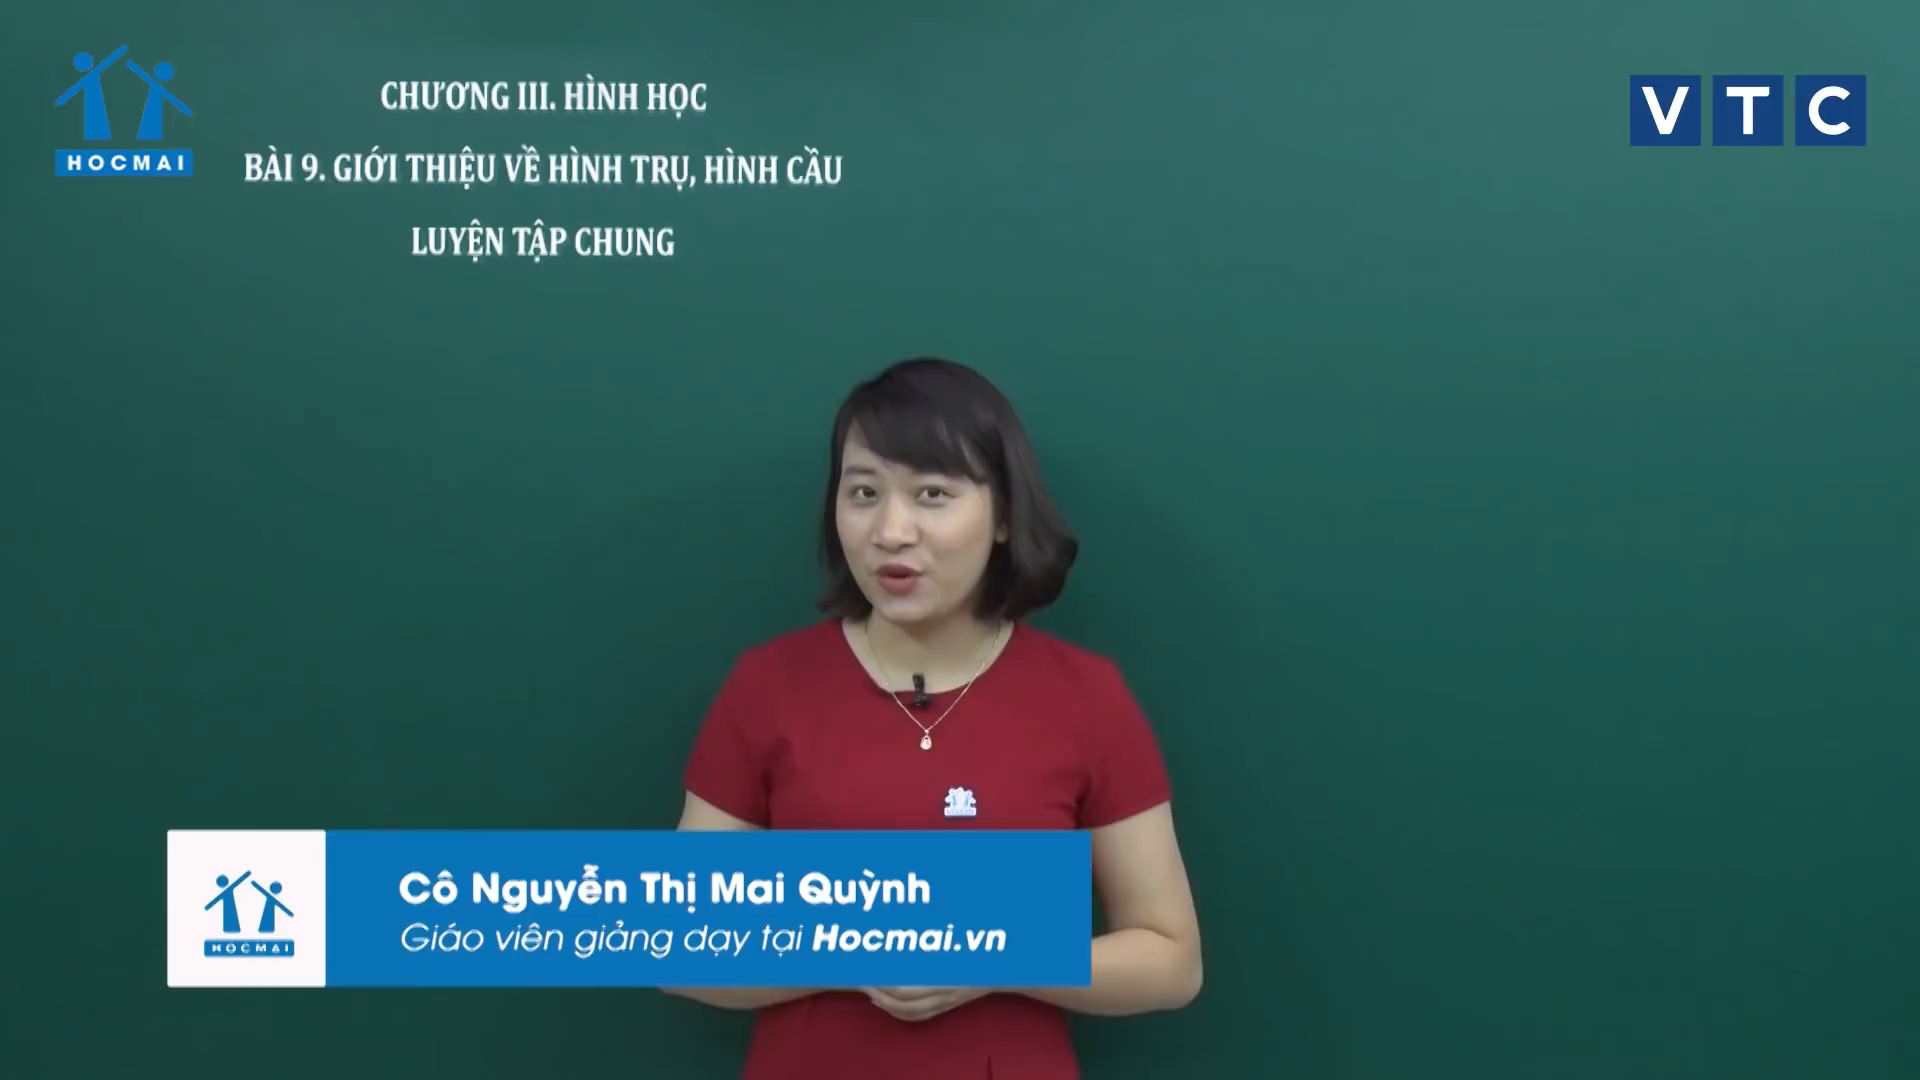 HOCMAI
CHƯƠNG III. HÌNH HỌC
BÀI 9. GIỚI THIỆU VỀ HÌNH TRỤ, HÌNH CẦU
LUYỆN TẬP CHUNG
VTC
HOCMAI
Cô Nguyễn Thị Mai Quỳnh
Giáo viên giảng dạy tại Hocmai.vn